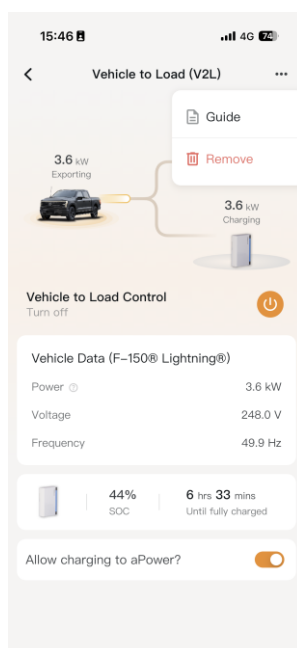 15:46
4G 74
Vehicle to Load (V2L)
Guide
Remove
3.6 kW
Exporting
3.6 kW
Charging
Vehicle to Load Control
Turn off
Vehicle Data (F-150® Lightning®)
Power
3.6 kW
Voltage
248.0 V
Frequency
49.9 Hz
44%
SOC
6 hrs 33 mins
Until fully charged
Allow charging to aPower?